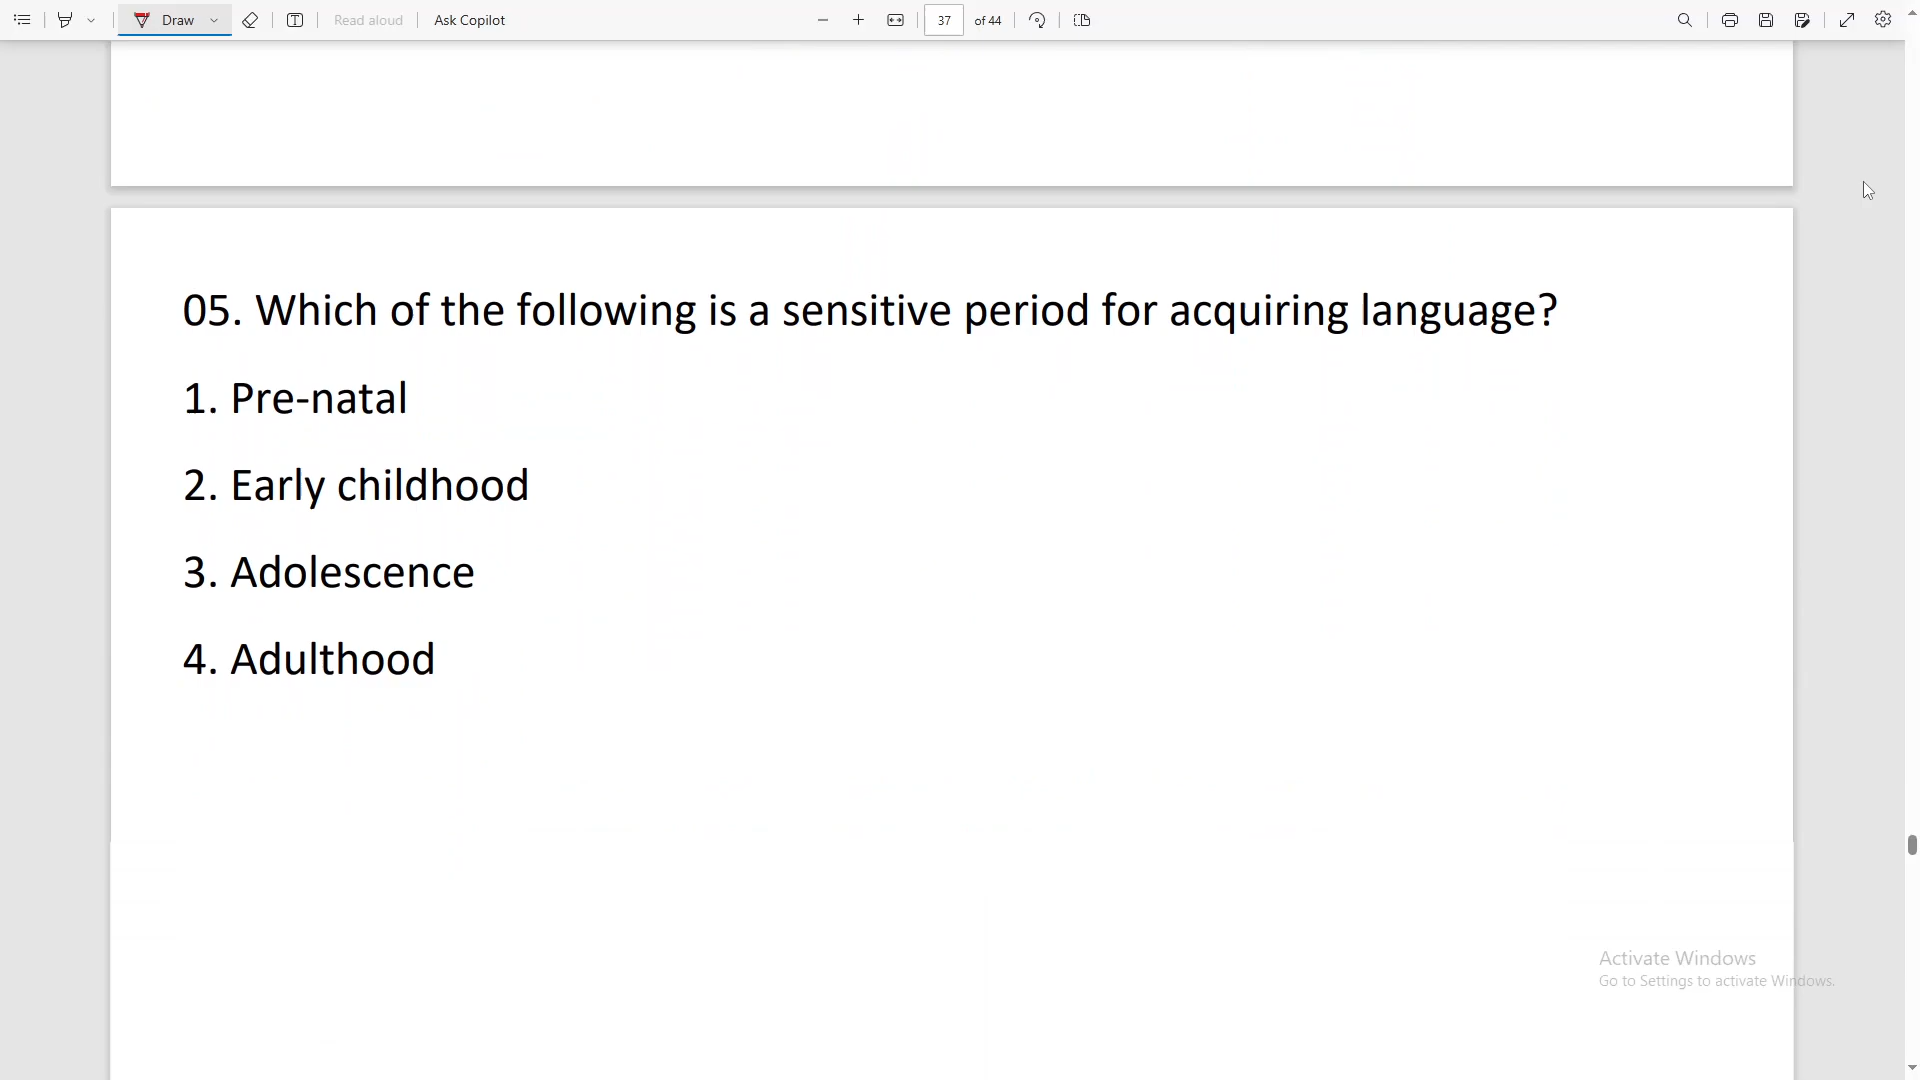 Draw
Read aloud
Ask Copilot
37 of 44
05. Which of the following is a sensitive period for acquiring language?
1. Pre-natal
2. Early childhood
3. Adolescence
4. Adulthood
Activate Windows
Go to Settings to activate Windows.